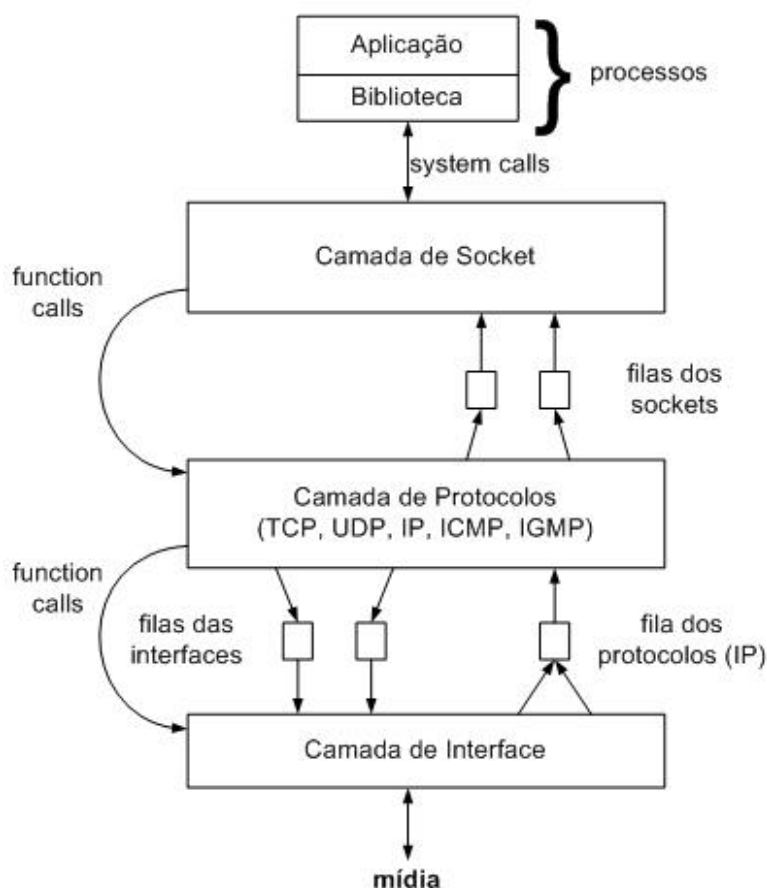 Aplicação
Biblioteca
processos
system calls
Camada de Socket
function
calls
filas dos
sockets
Camada de Protocolos
(TCP, UDP, IP, ICMP, IGMP)
function
calls
filas das
interfaces
fila dos
protocolos (IP)
Camada de Interface
mídia